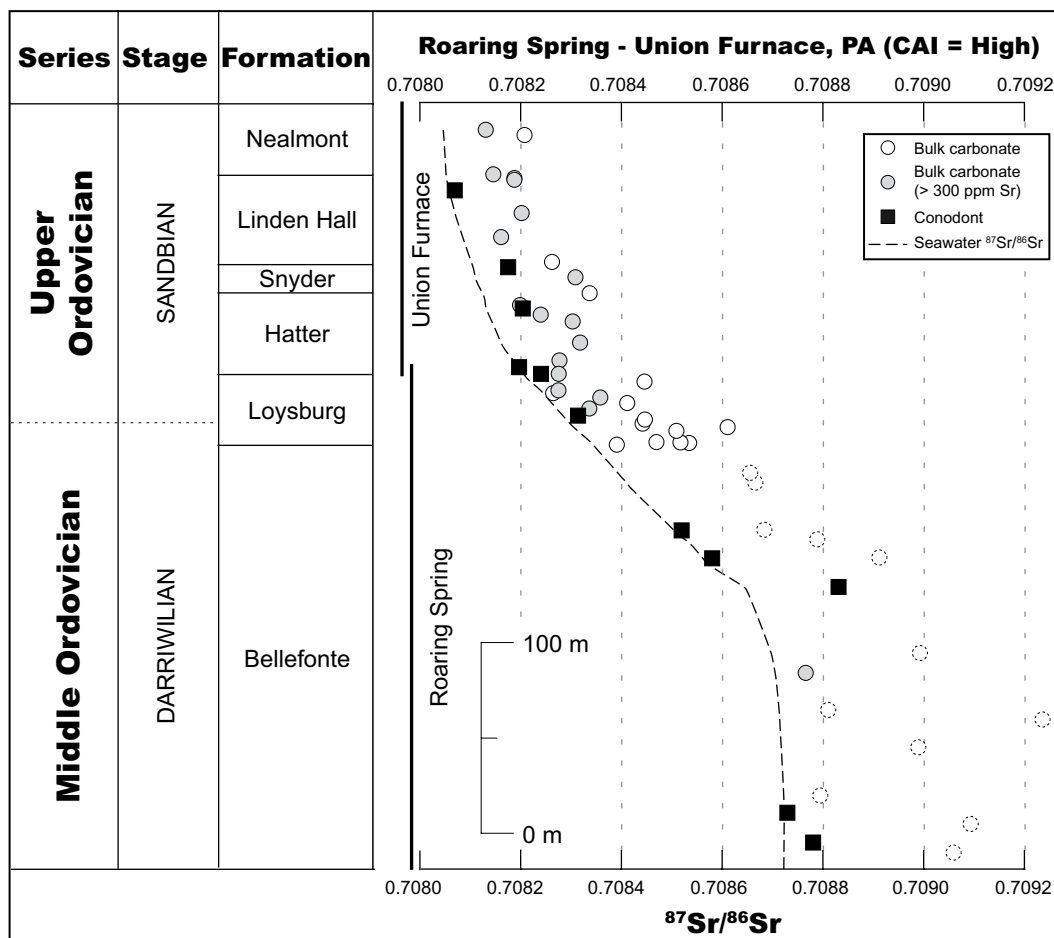 Series
Stage
Formation
Roaring Spring - Union Furnace, PA (CAI = High)
0.7080
0.7082
0.7084
0.7086
0.7088
0.7090
0.7092
Upper
Ordovician
SANDBIAN
Nealmont
Linden Hall
Snyder
Hatter
Loysburg
Union Furnace
Bulk carbonate
Bulk carbonate
(> 300 ppm Sr)
Conodont
Seawater ⁸⁷Sr/⁸⁶Sr
Middle Ordovician
DARRIWILIAN
Bellefonte
Roaring Spring
100 m
0 m
0.7080
0.7082
0.7084
0.7086
0.7088
0.7090
0.7092
⁸⁷Sr/⁸⁶Sr